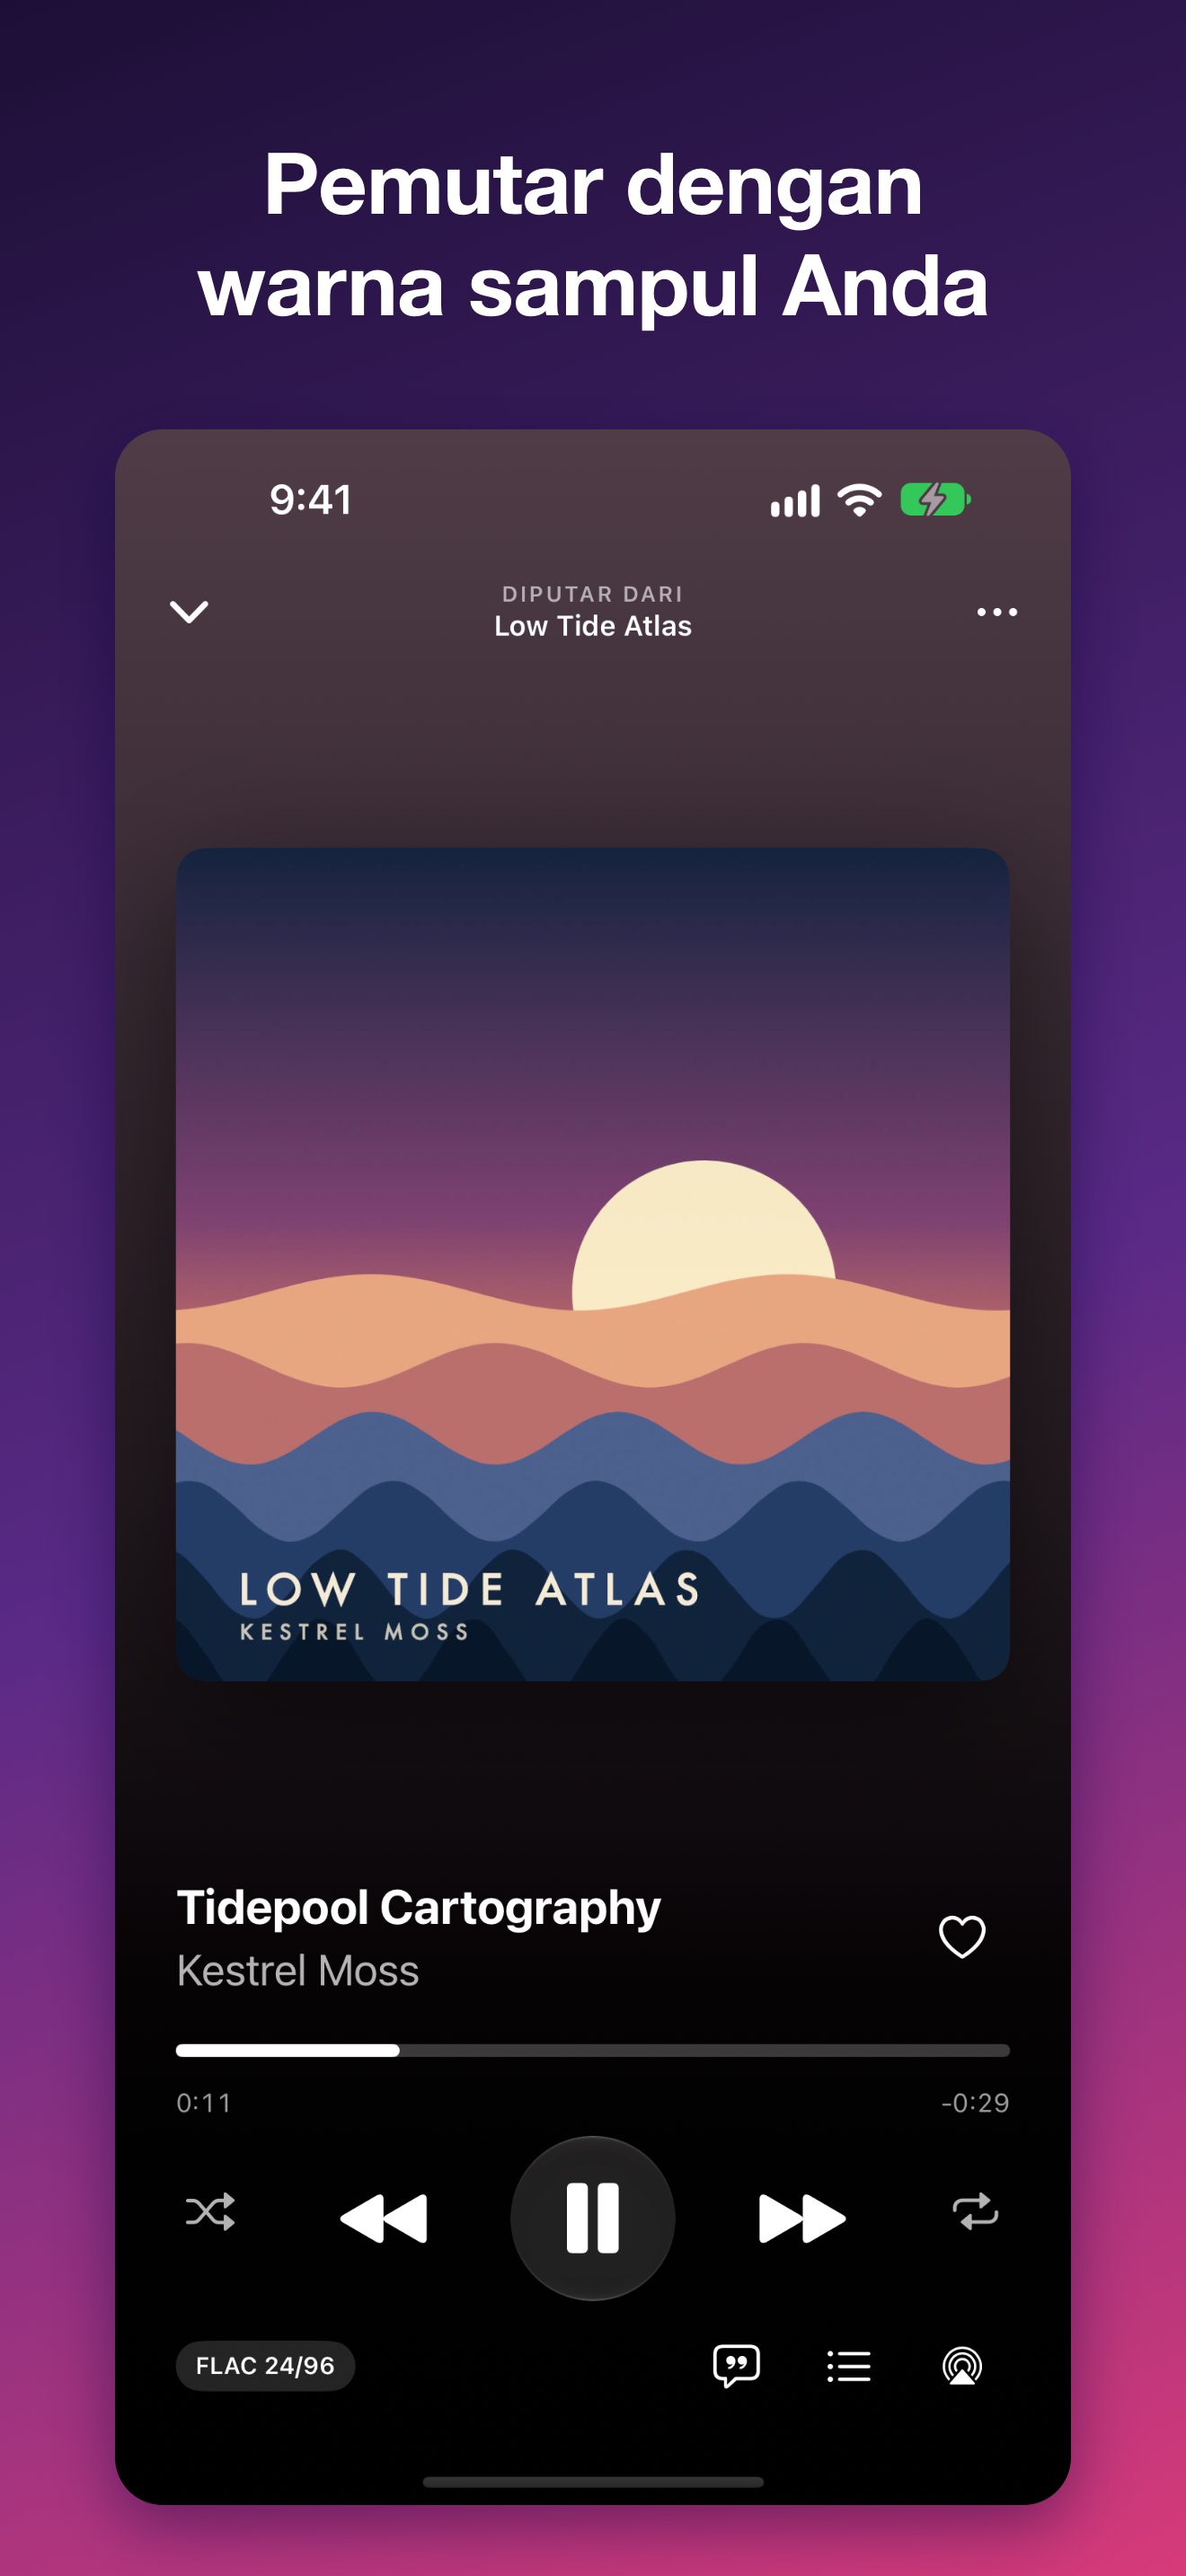 Pemutar dengan
warna sampul Anda
9:41
DIPUTAR DARI
Low Tide Atlas
LOW TIDE ATLAS
KESTREL MOSS
Tidepool Cartography
Kestrel Moss
0:11
-0:29
FLAC 24/96